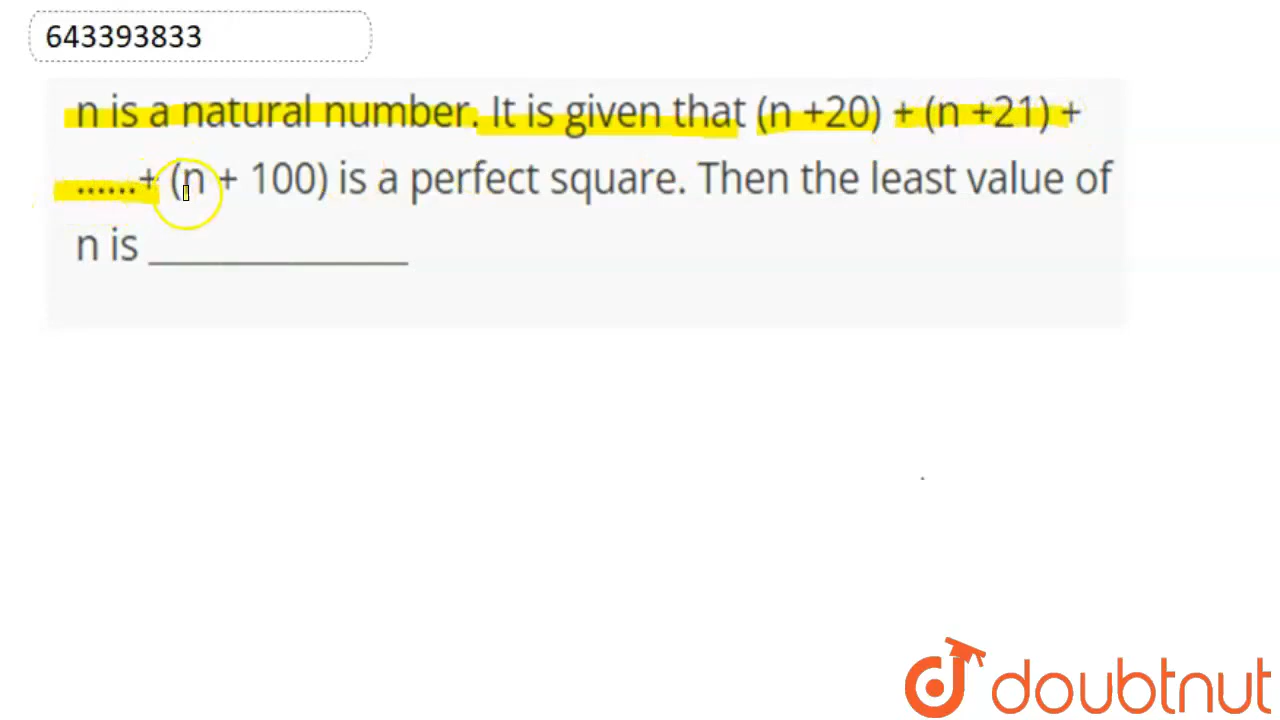 643393833
n is a natural number. It is given that (n +20) + (n +21) +
......+ (n + 100) is a perfect square. Then the least value of
n is _______________
doubtnut